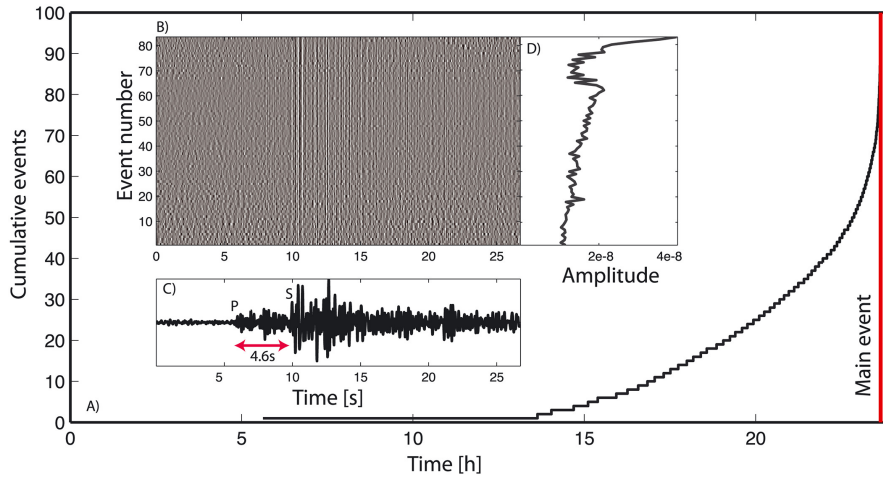 100
90
80
70
60
50
40
30
20
10
0
Cumulative events
B)
80
70
60
50
40
30
20
10
Event number
0 5 10 15 20 25
D)
2e-8 4e-8
Amplitude
C)
P
S
4.6s
5 10 15 20 25
Time [s]
Main event
A)
0 5 10 15 20
Time [h]